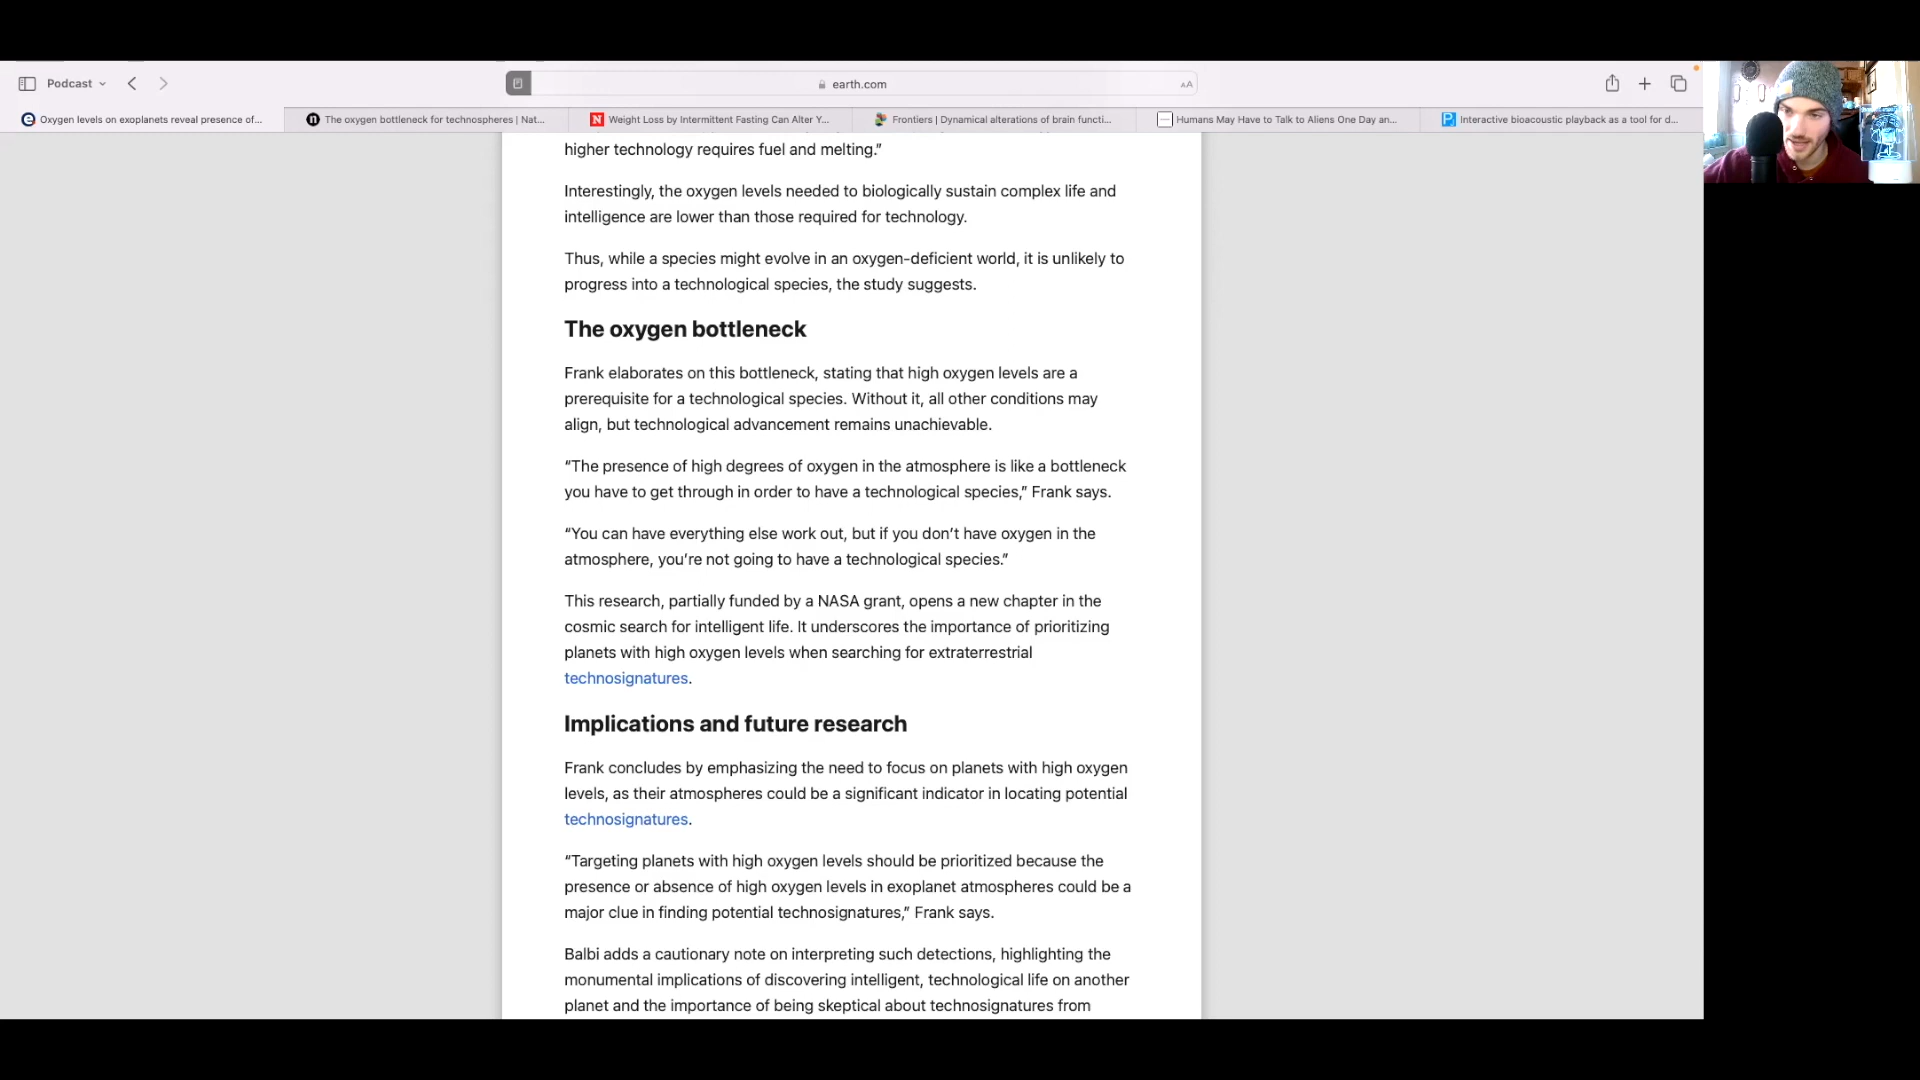 Podcast
earth.com
AA
Oxygen levels on exoplanets reveal presence of...
The oxygen bottleneck for technospheres | Nat...
Weight Loss by Intermittent Fasting Can Alter Y...
Frontiers | Dynamical alterations of brain functi...
Humans May Have to Talk to Aliens One Day an...
Interactive bioacoustic playback as a tool for d...
higher technology requires fuel and melting.”
Interestingly, the oxygen levels needed to biologically sustain complex life and
intelligence are lower than those required for technology.
Thus, while a species might evolve in an oxygen-deficient world, it is unlikely to
progress into a technological species, the study suggests.
The oxygen bottleneck
Frank elaborates on this bottleneck, stating that high oxygen levels are a
prerequisite for a technological species. Without it, all other conditions may
align, but technological advancement remains unachievable.
“The presence of high degrees of oxygen in the atmosphere is like a bottleneck
you have to get through in order to have a technological species,” Frank says.
“You can have everything else work out, but if you don’t have oxygen in the
atmosphere, you’re not going to have a technological species.”
This research, partially funded by a NASA grant, opens a new chapter in the
cosmic search for intelligent life. It underscores the importance of prioritizing
planets with high oxygen levels when searching for extraterrestrial
technosignatures.
Implications and future research
Frank concludes by emphasizing the need to focus on planets with high oxygen
levels, as their atmospheres could be a significant indicator in locating potential
technosignatures.
“Targeting planets with high oxygen levels should be prioritized because the
presence or absence of high oxygen levels in exoplanet atmospheres could be a
major clue in finding potential technosignatures,” Frank says.
Balbi adds a cautionary note on interpreting such detections, highlighting the
monumental implications of discovering intelligent, technological life on another
planet and the importance of being skeptical about technosignatures from